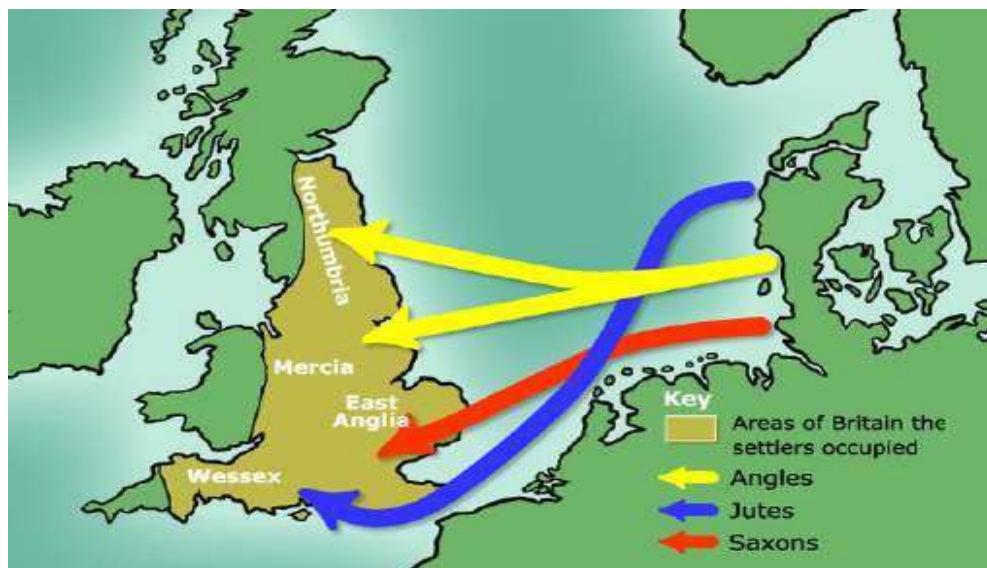 Northumbria
Mercia
East
Anglia
Wessex
Key
Areas of Britain the
settlers occupied
Angles
Jutes
Saxons